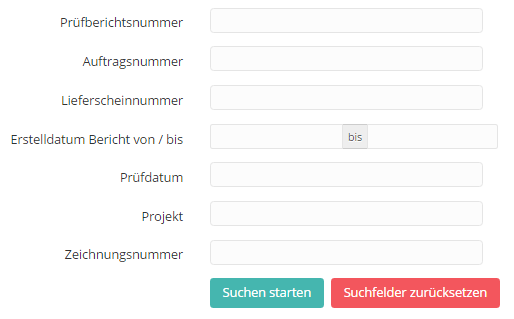 Prüfberichtsnummer
Auftragsnummer
Lieferscheinnummer
Erstelldatum Bericht von / bis bis
Prüfdatum
Projekt
Zeichnungsnummer
Suchen starten Suchfelder zurücksetzen